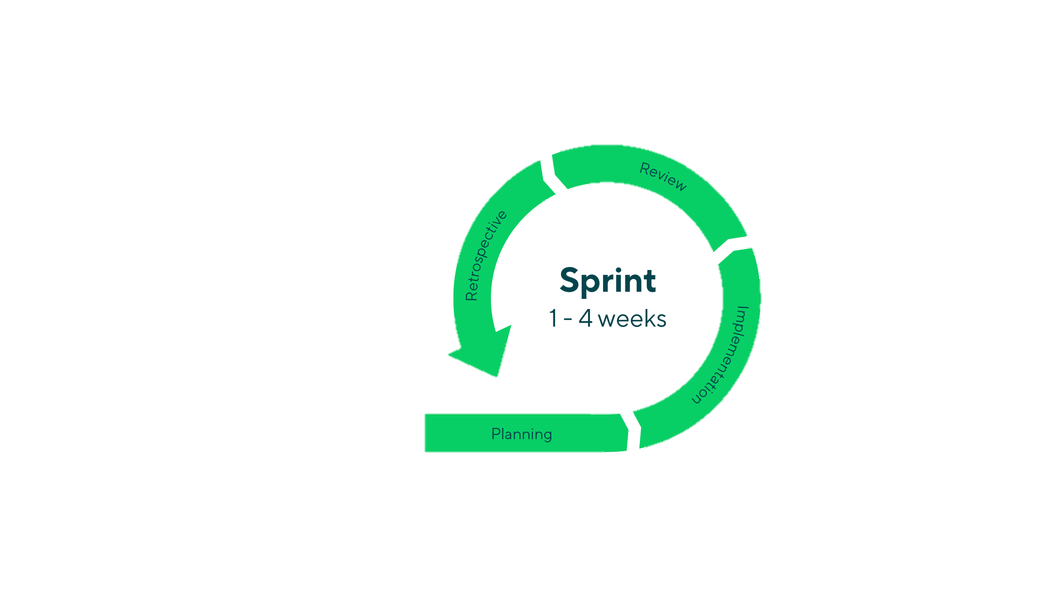 Review
Retrospective
Sprint
1 - 4 weeks
Implementation
Planning